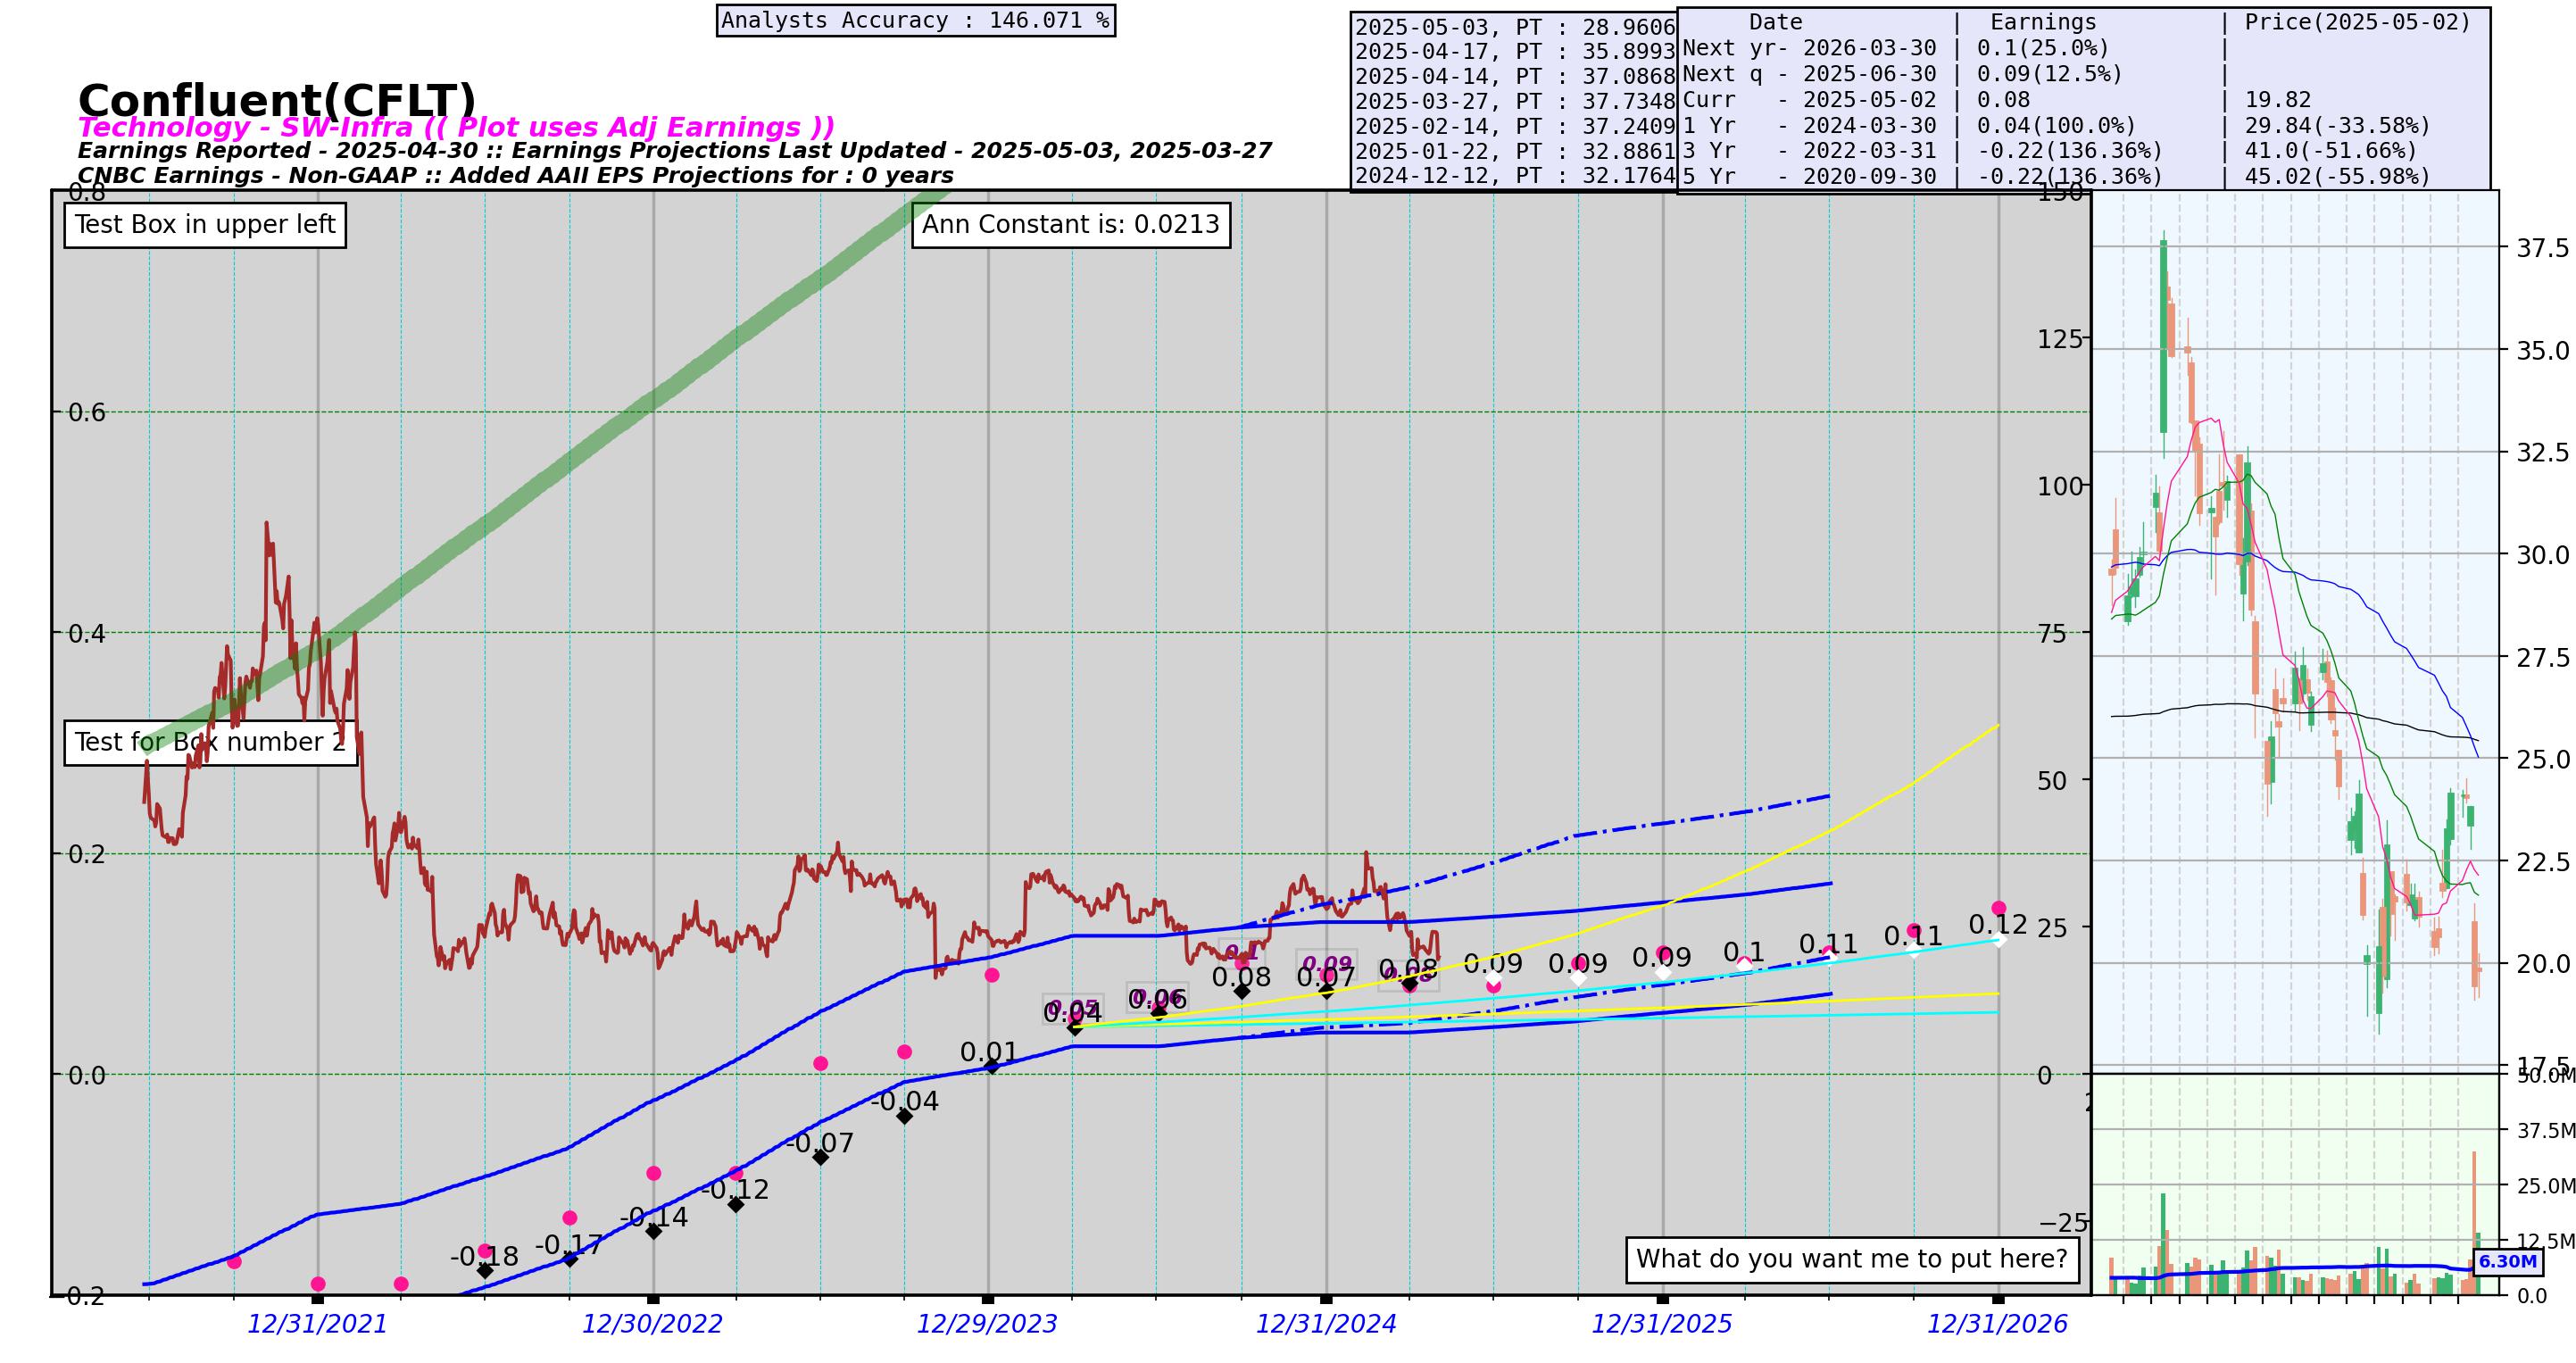 Analysts Accuracy : 146.071 %
2025-05-03, PT : 28.9606
2025-04-17, PT : 35.8993
2025-04-14, PT : 37.0868
2025-03-27, PT : 37.7348
2025-02-14, PT : 37.2409
2025-01-22, PT : 32.8861
2024-12-12, PT : 32.1764
Date | Earnings | Price(2025-05-02)
Next yr- 2026-03-30 | 0.1(25.0%) |
Next q - 2025-06-30 | 0.09(12.5%) |
Curr - 2025-05-02 | 0.08 | 19.82
1 Yr - 2024-03-30 | 0.04(100.0%) | 29.84(-33.58%)
3 Yr - 2022-03-31 | -0.22(136.36%) | 41.0(-51.66%)
5 Yr - 2020-09-30 | -0.22(136.36%) | 45.02(-55.98%)
Confluent(CFLT)
Technology - SW-Infra (( Plot uses Adj Earnings ))
Earnings Reported - 2025-04-30 :: Earnings Projections Last Updated - 2025-05-03, 2025-03-27
CNBC Earnings - Non-GAAP :: Added AAII EPS Projections for : 0 years
Test Box in upper left
Ann Constant is: 0.0213
Test for Box number 2
What do you want me to put here?
0.8
0.6
0.4
0.2
0.0
−0.2
150
125
100
75
50
25
0
−25
-0.18
-0.17
-0.14
-0.12
-0.07
-0.04
0.01
0.04
0.05
0.06
0.06
0.08
0.1
0.07
0.09
0.08
0.09
0.09
0.09
0.1
0.11
0.11
0.12
12/31/2021
12/30/2022
12/29/2023
12/31/2024
12/31/2025
12/31/2026
37.5
35.0
32.5
30.0
27.5
25.0
22.5
20.0
17.5
50.0M
37.5M
25.0M
12.5M
6.30M
0.0